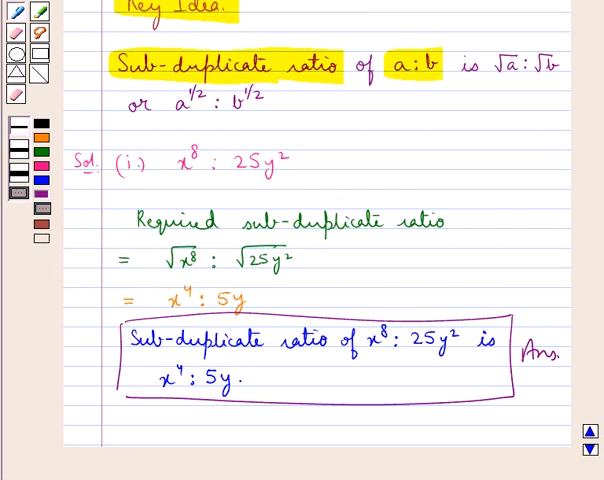 Key Idea.
Sub-duplicate ratio of a:b is √a : √b
or a^1/2 : b^1/2
Sol. (i.) x^8 : 25y^2
Required sub-duplicate ratio
= √x^8 : √25y^2
= x^4 : 5y
Sub-duplicate ratio of x^8 : 25y^2 is
x^4 : 5y.
Ans.